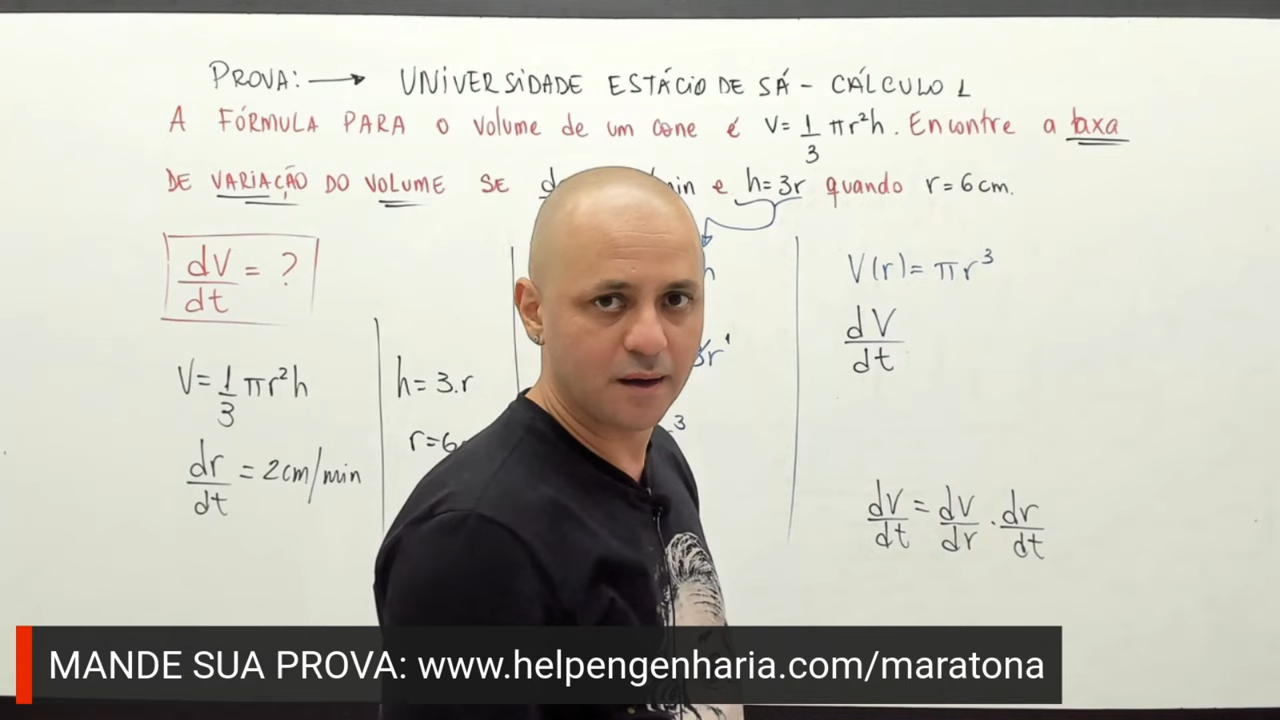 PROVA: → UNIVERSIDADE ESTÁCIO DE SÁ - CÁLCULO 1
A FÓRMULA PARA o volume de um cone é V= 1/3 πr²h. Encontre a taxa
DE VARIAÇÃO DO VOLUME SE e h=3r quando r=6cm.
dV/dt = ?
V= 1/3 πr²h
dr/dt = 2cm/min
h=3.r
V(r)= πr³
dV/dt
dV/dt = dV/dr . dr/dt
MANDE SUA PROVA: www.helpengenharia.com/maratona